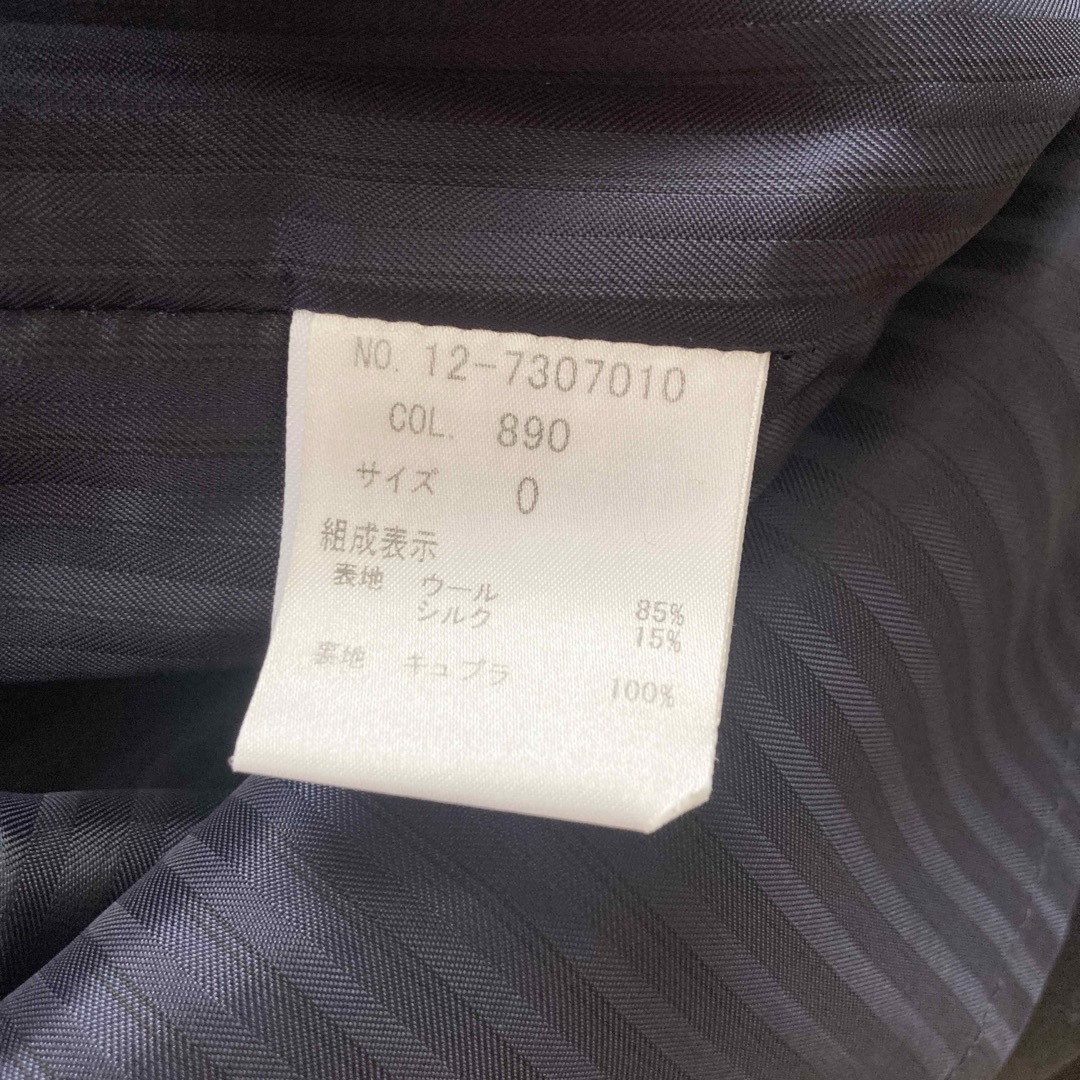 NO. 12-7307010
COL. 890
サイズ 0
組成表示
表地 ウール 85%
シルク 15%
裏地 キュプラ 100%